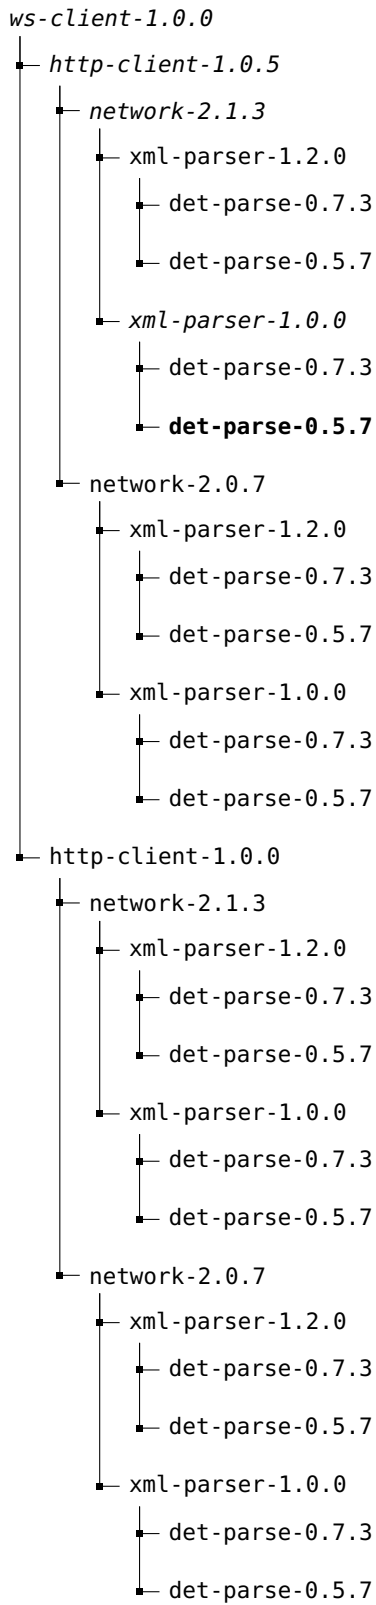 ws-client-1.0.0
http-client-1.0.5
network-2.1.3
xml-parser-1.2.0
det-parse-0.7.3
det-parse-0.5.7
xml-parser-1.0.0
det-parse-0.7.3
det-parse-0.5.7
network-2.0.7
xml-parser-1.2.0
det-parse-0.7.3
det-parse-0.5.7
xml-parser-1.0.0
det-parse-0.7.3
det-parse-0.5.7
http-client-1.0.0
network-2.1.3
xml-parser-1.2.0
det-parse-0.7.3
det-parse-0.5.7
xml-parser-1.0.0
det-parse-0.7.3
det-parse-0.5.7
network-2.0.7
xml-parser-1.2.0
det-parse-0.7.3
det-parse-0.5.7
xml-parser-1.0.0
det-parse-0.7.3
det-parse-0.5.7